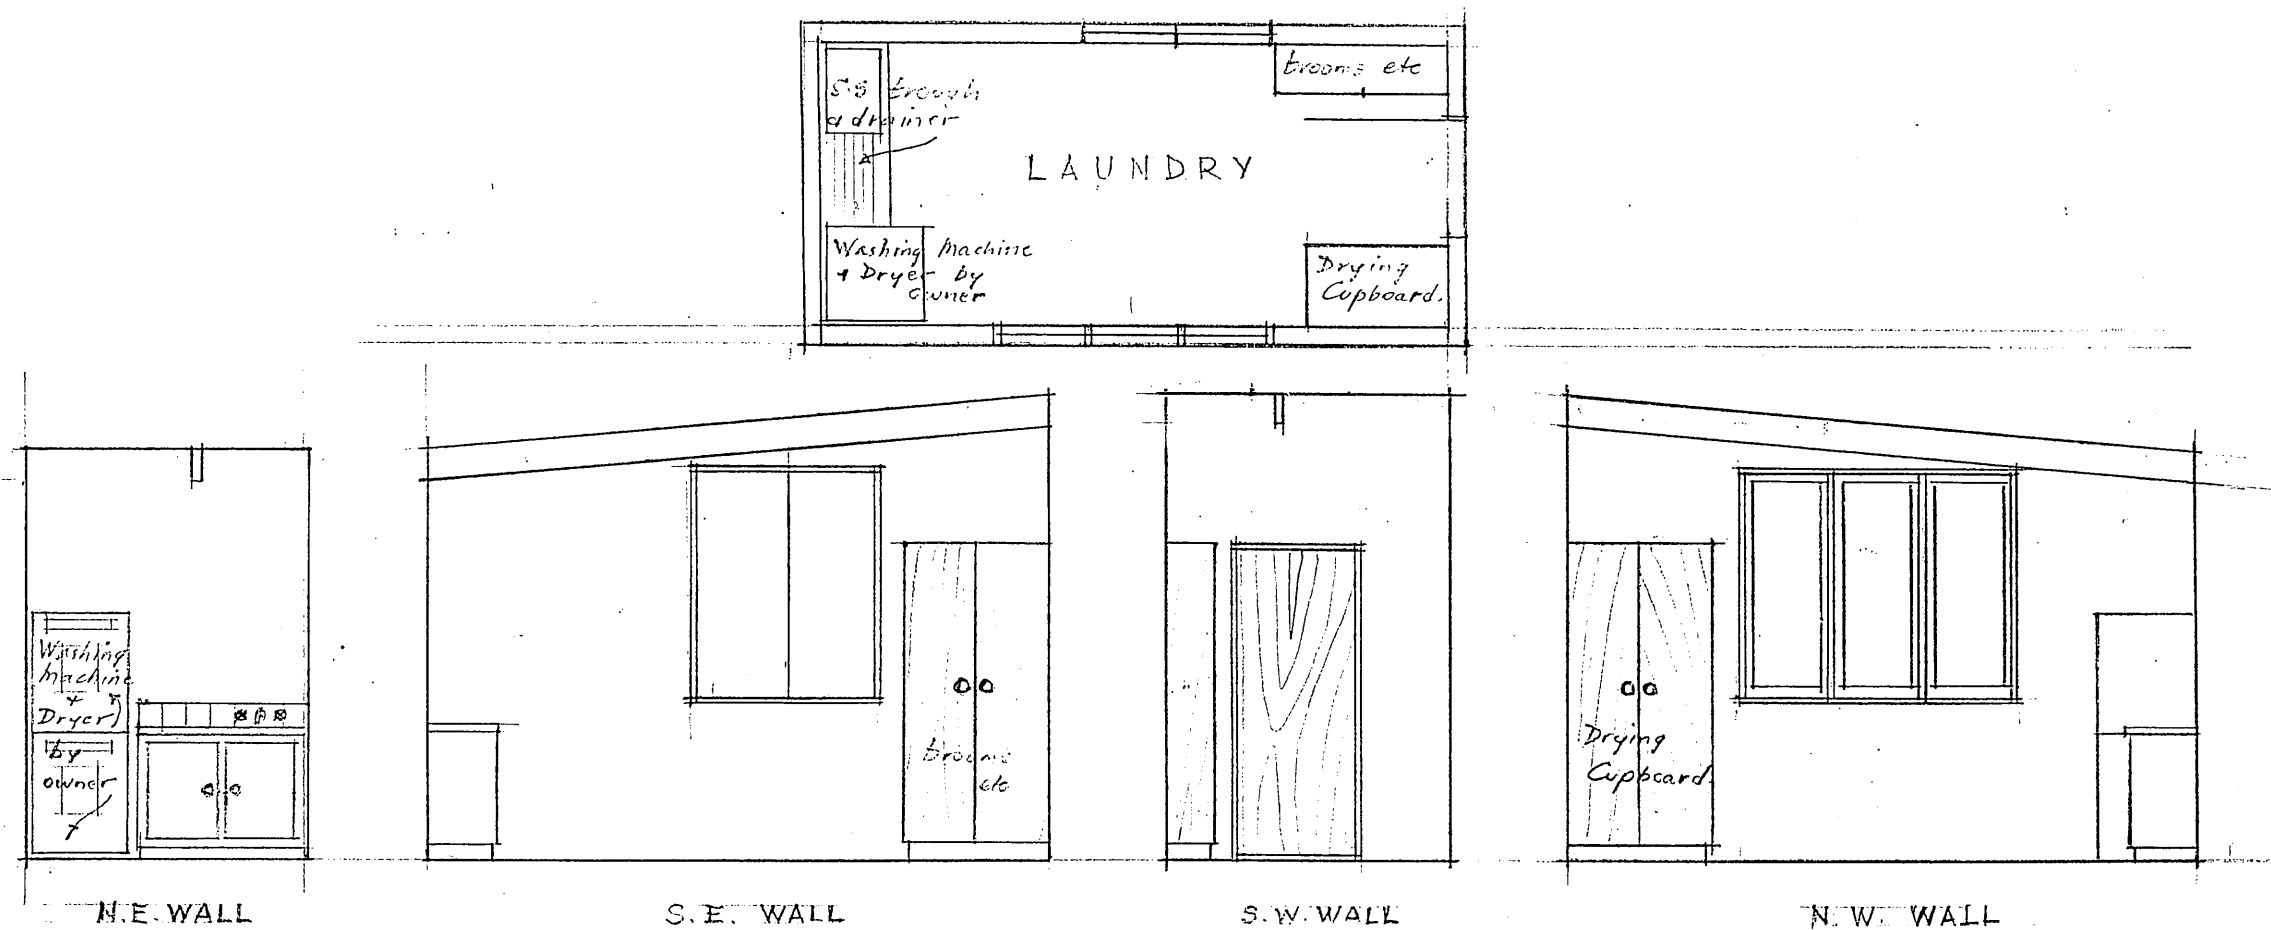 brooms etc
S.S trough
& drainer
LAUNDRY
Washing Machine
& Dryer by
owner
Drying
Cupboard.
Washing
Machine
&
Dryer
by
owner
brooms
etc
Drying
Cupboard.
N.E. WALL
S.E. WALL
S.W. WALL
N.W. WALL